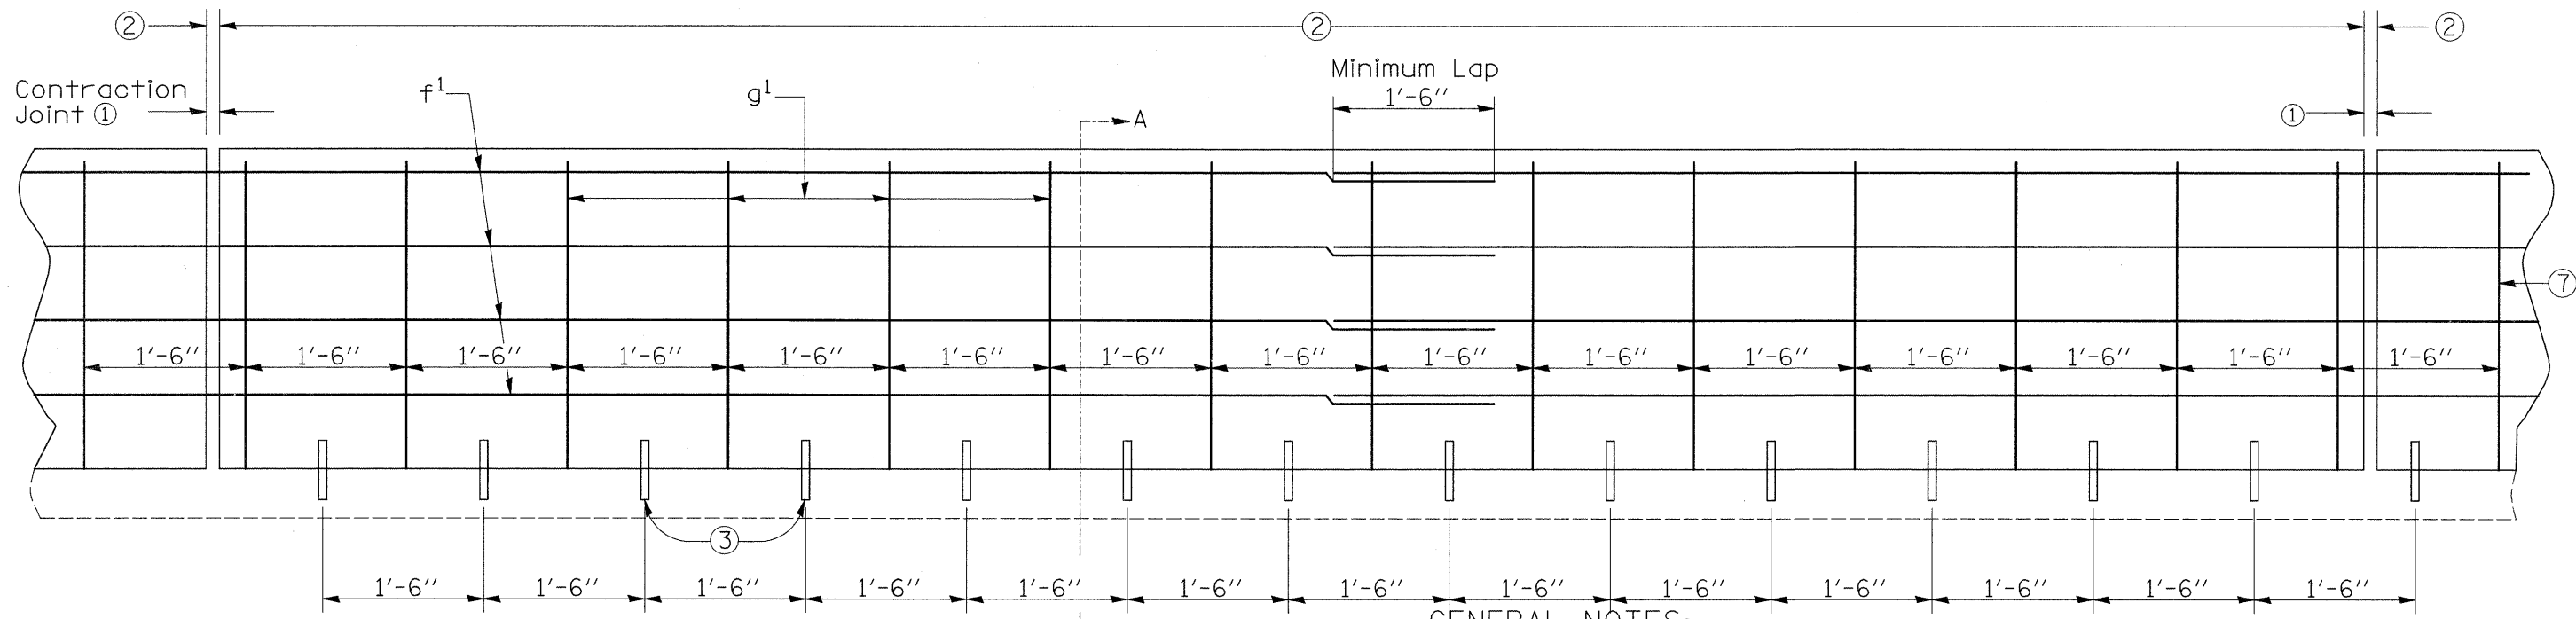 ② ② ②
Minimum Lap
1'-6"
Contraction
Joint ①
f¹
g¹
A
①
⑦
1'-6" 1'-6" 1'-6" 1'-6" 1'-6" 1'-6" 1'-6" 1'-6" 1'-6" 1'-6" 1'-6" 1'-6" 1'-6" 1'-6" 1'-6"
③
1'-6" 1'-6" 1'-6" 1'-6" 1'-6" 1'-6" 1'-6" 1'-6" 1'-6" 1'-6" 1'-6" 1'-6" 1'-6"
GENERAL NOTES: